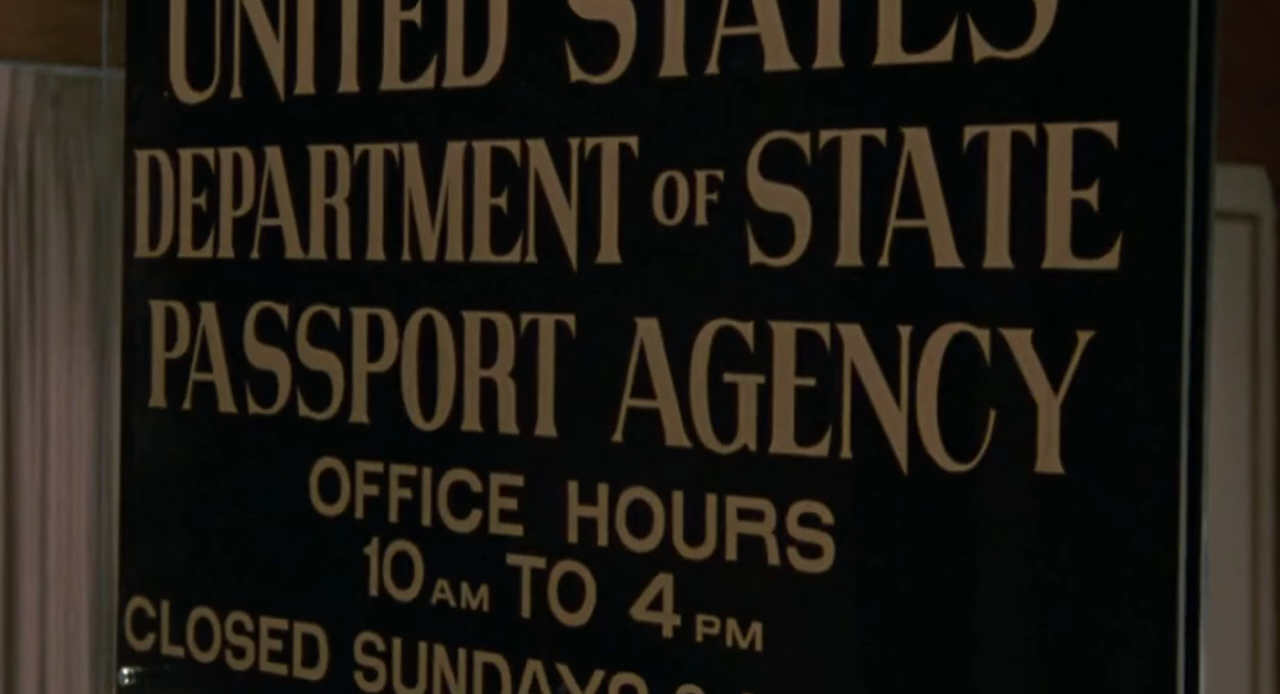 UNITED STATES
DEPARTMENT OF STATE
PASSPORT AGENCY
OFFICE HOURS
10 AM TO 4 PM
CLOSED SUNDAYS